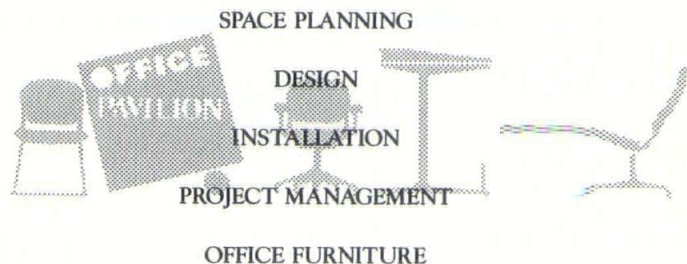 SPACE PLANNING
OFFICE
PAVILION
DESIGN
INSTALLATION
PROJECT MANAGEMENT
OFFICE FURNITURE